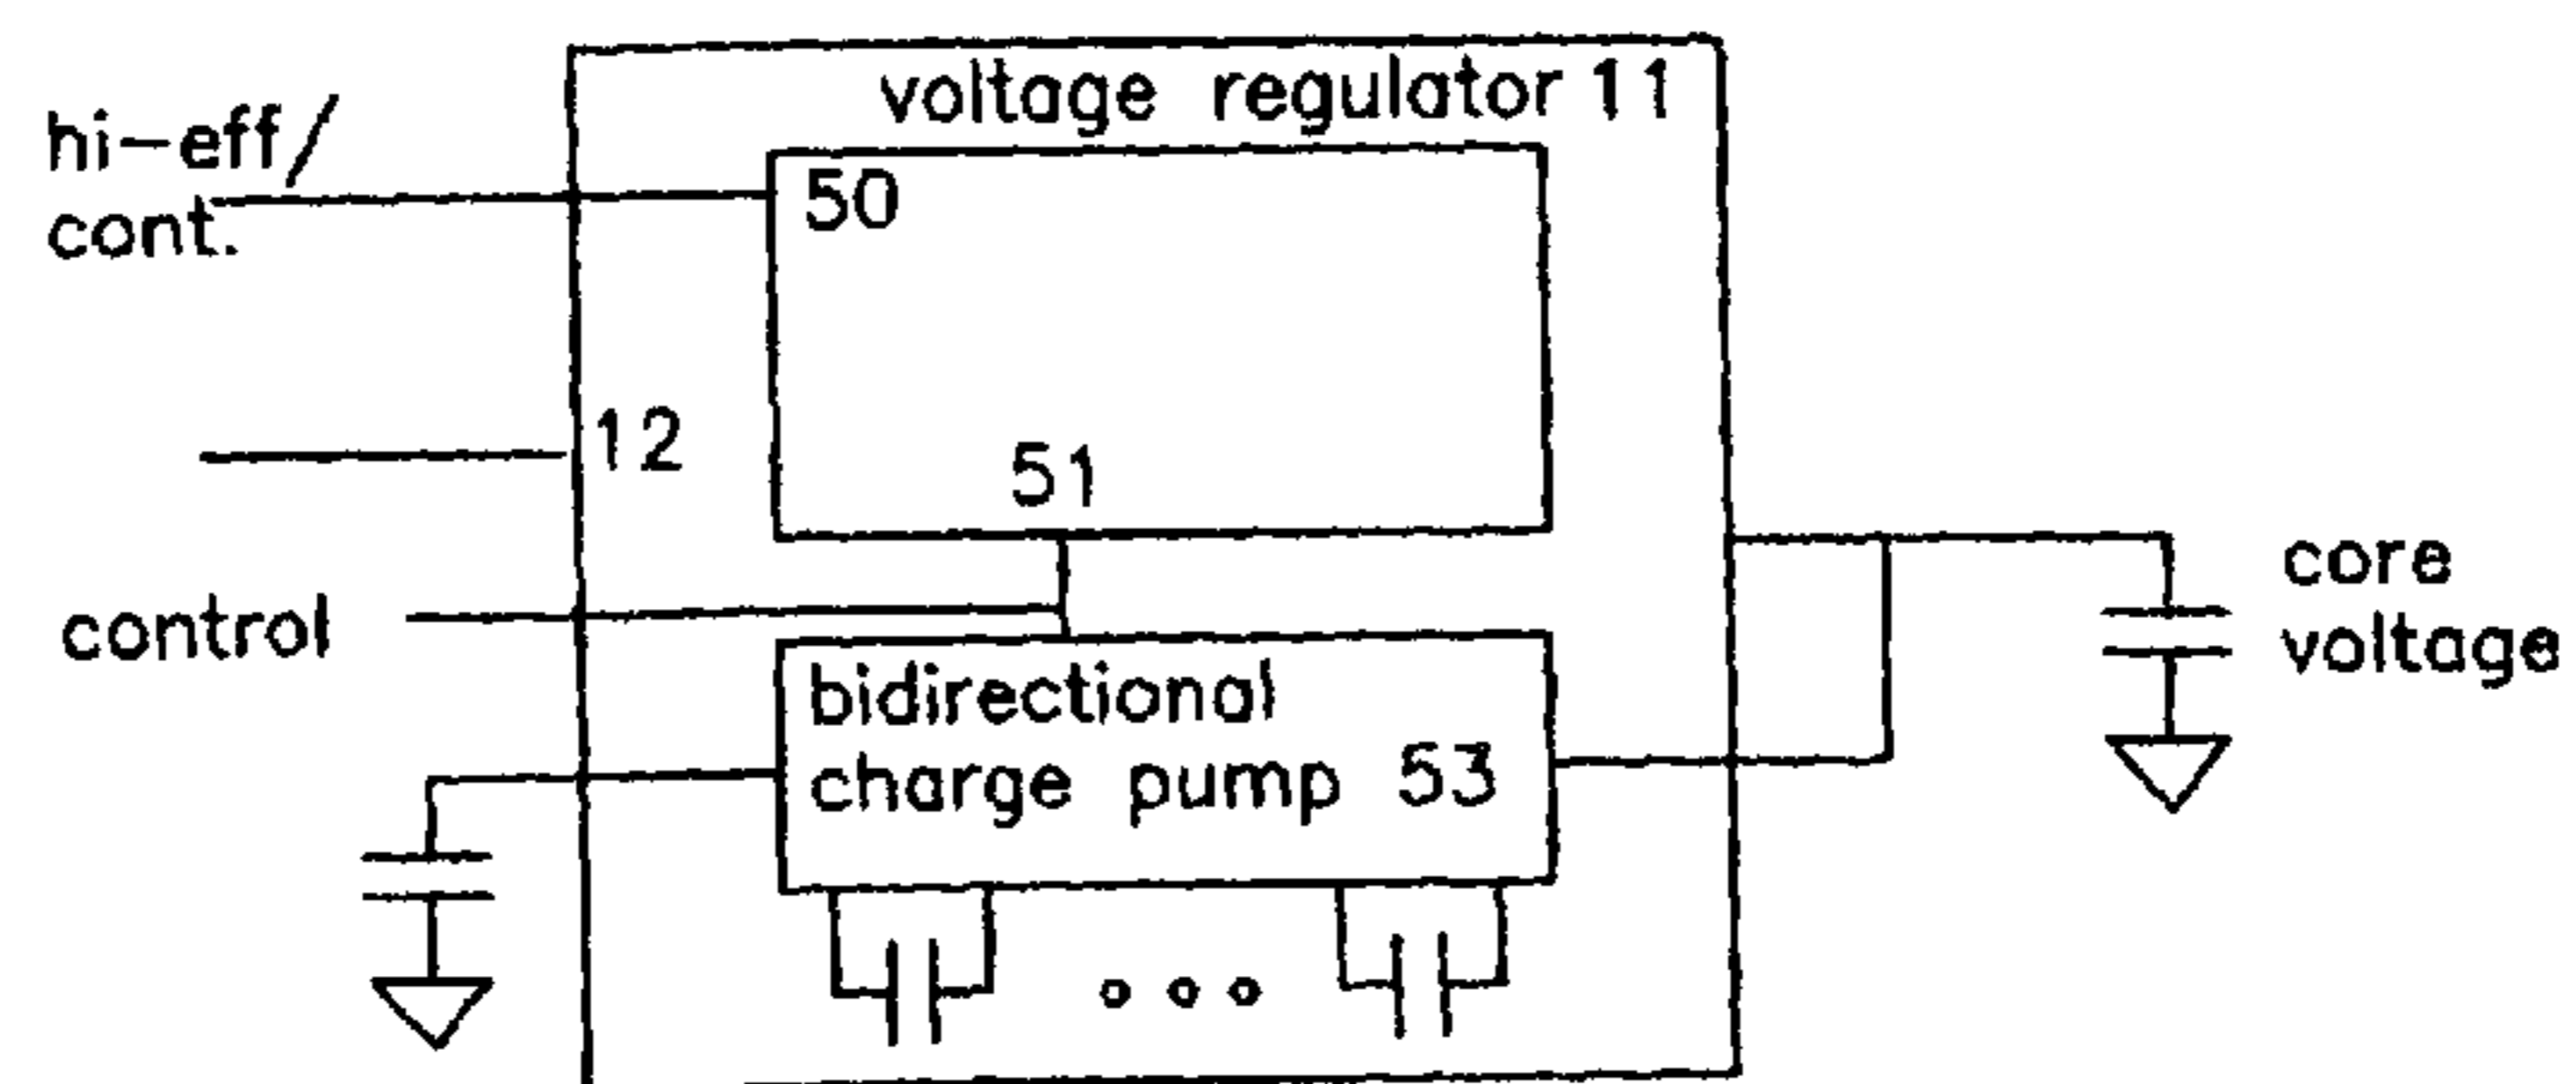 voltage regulator 11
hi-eff/
cont.
50
12
51
control
core
voltage
bidirectional
charge pump 53